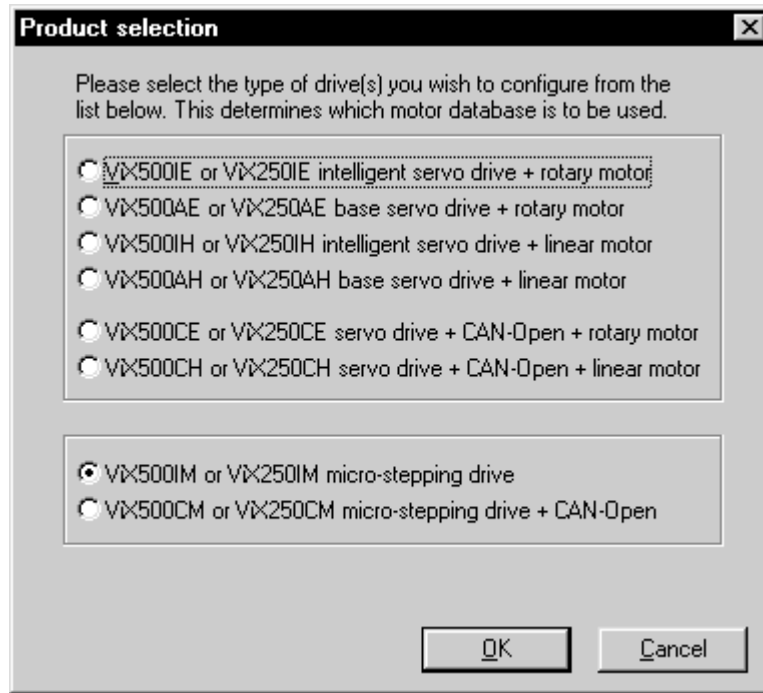 Product selection
Please select the type of drive(s) you wish to configure from the
list below. This determines which motor database is to be used.
ViX500IE or ViX250IE intelligent servo drive + rotary motor
ViX500AE or ViX250AE base servo drive + rotary motor
ViX500IH or ViX250IH intelligent servo drive + linear motor
ViX500AH or ViX250AH base servo drive + linear motor
ViX500CE or ViX250CE servo drive + CAN-Open + rotary motor
ViX500CH or ViX250CH servo drive + CAN-Open + linear motor
ViX500IM or ViX250IM micro-stepping drive
ViX500CM or ViX250CM micro-stepping drive + CAN-Open
OK Cancel